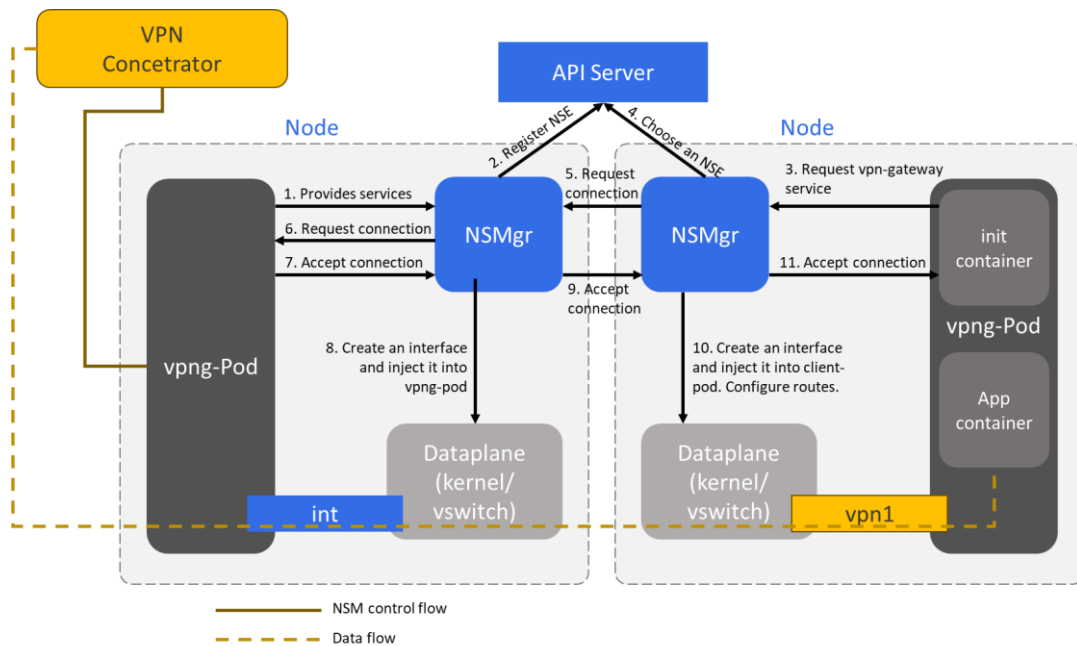 VPN
Concetrator
API Server
Node
Node
2. Register NSE
4. Choose an NSE
1. Provides services
6. Request connection
7. Accept connection
NSMgr
5. Request
connection
9. Accept
connection
NSMgr
3. Request vpn-gateway
service
11. Accept connection
init
container
vpng-Pod
App
container
vpng-Pod
8. Create an interface
and inject it into
vpng-pod
10. Create an interface
and inject it into client-
pod. Configure routes.
Dataplane
(kernel/
vswitch)
Dataplane
(kernel/
vswitch)
int
vpn1
NSM control flow
Data flow